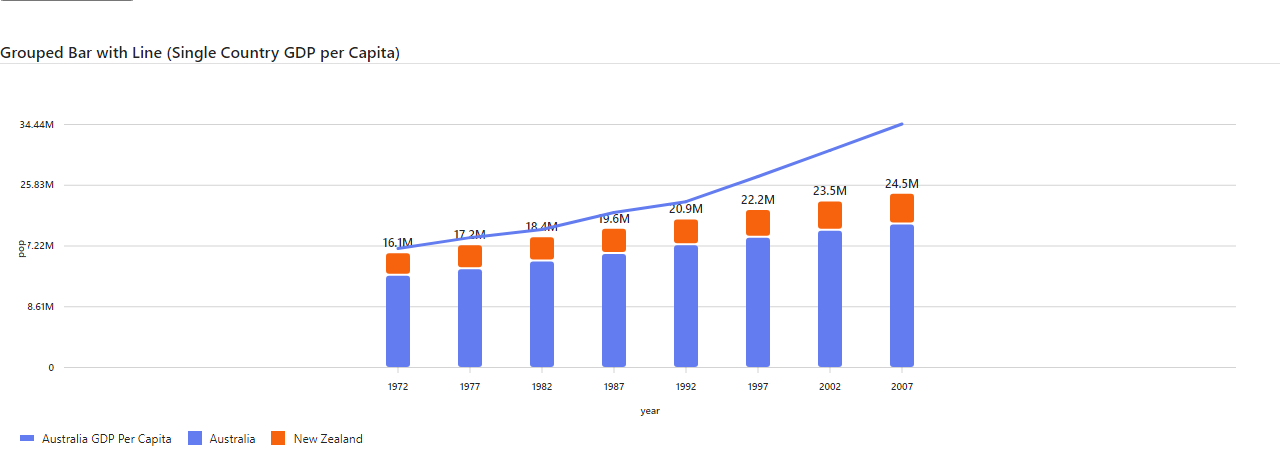 Grouped Bar with Line (Single Country GDP per Capita)
34.44M
25.83M
7.22M
8.61M
0
pop
16.1M 17.2M 18.4M 19.6M 20.9M 22.2M 23.5M 24.5M
1972 1977 1982 1987 1992 1997 2002 2007
year
Australia GDP Per Capita Australia New Zealand